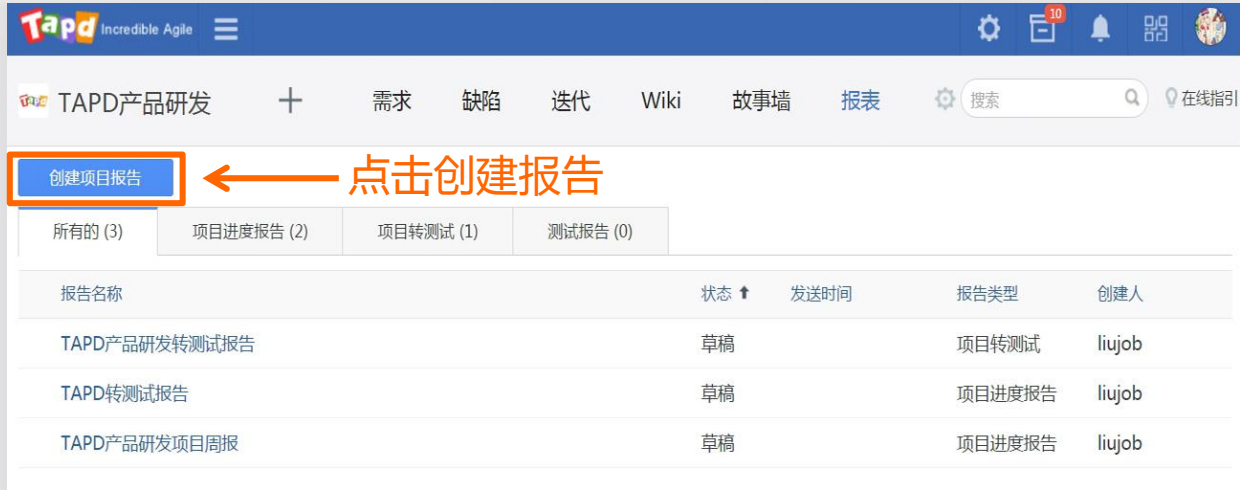 Tapd Incredible Agile 10
TAPD产品研发 需求 缺陷 迭代 Wiki 故事墙 报表 搜索 在线指引
创建项目报告 点击创建报告
所有的 (3) 项目进度报告 (2) 项目转测试 (1) 测试报告 (0)
报告名称 状态 发送时间 报告类型 创建人
TAPD产品研发转测试报告 草稿 项目转测试 liujob
TAPD转测试报告 草稿 项目进度报告 liujob
TAPD产品研发项目周报 草稿 项目进度报告 liujob